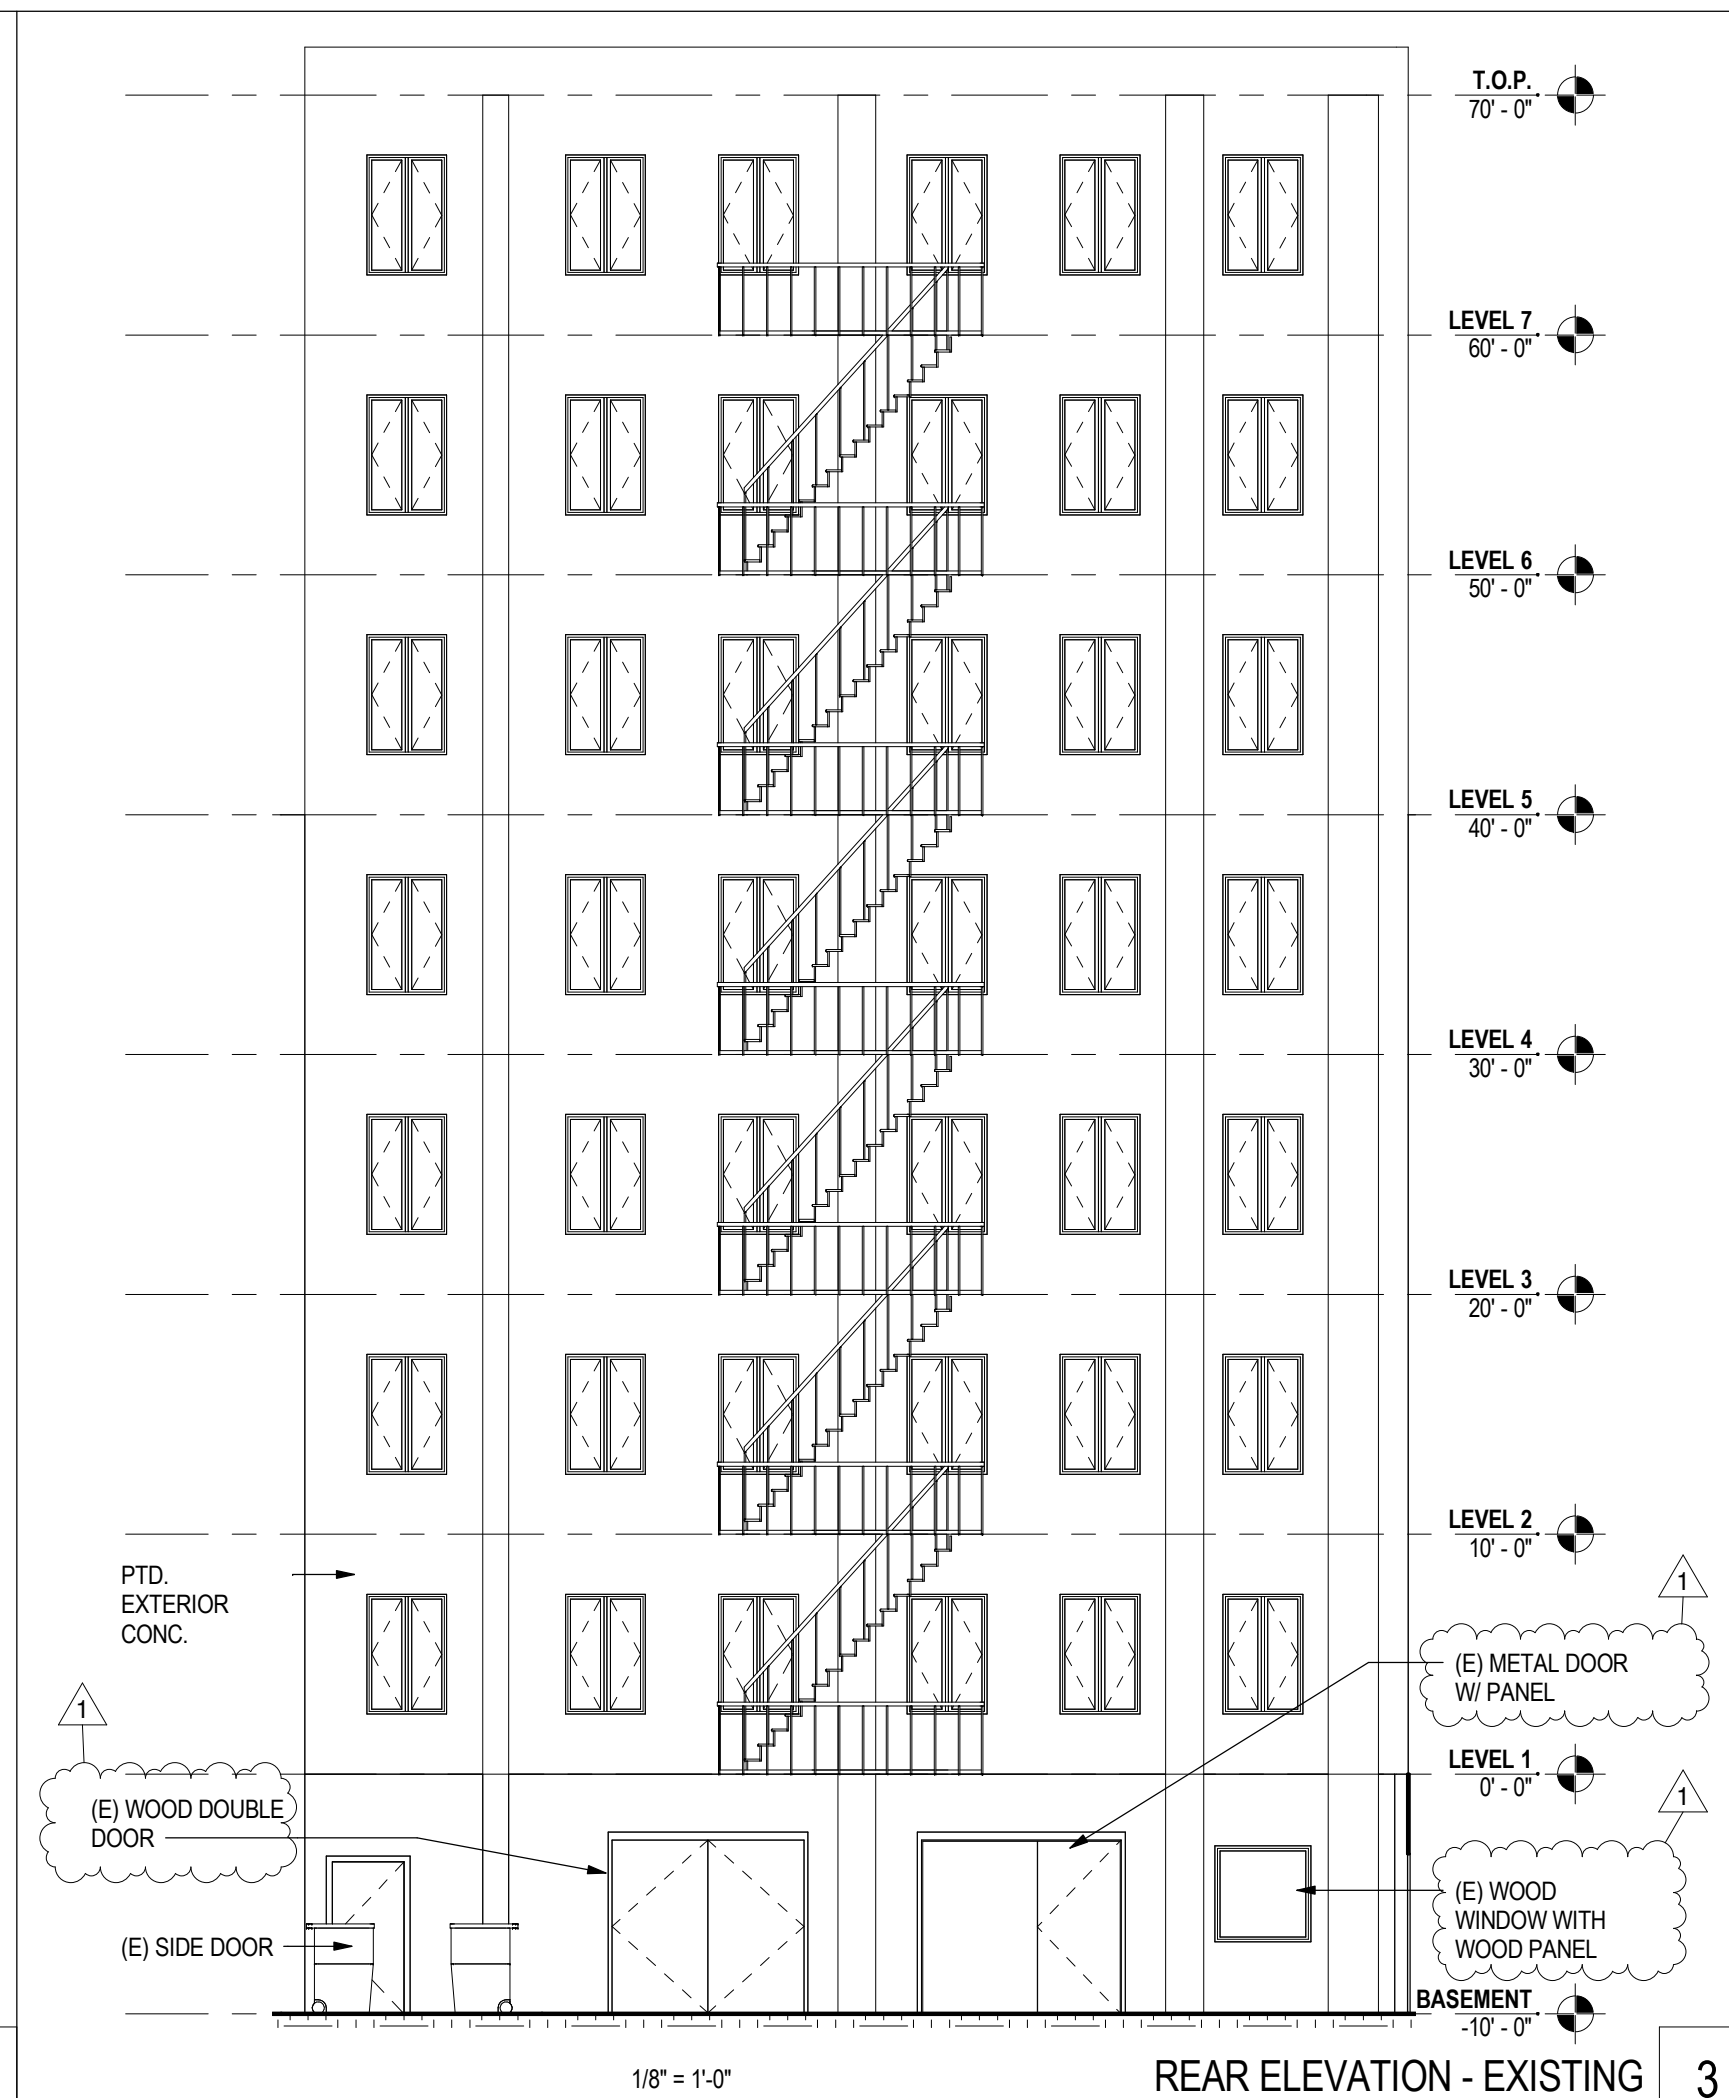 T.O.P.
70' - 0"
LEVEL 7
60' - 0"
LEVEL 6
50' - 0"
LEVEL 5
40' - 0"
LEVEL 4
30' - 0"
LEVEL 3
20' - 0"
LEVEL 2
10' - 0"
PTD.
EXTERIOR
CONC.
1
(E) METAL DOOR
W/ PANEL
1
LEVEL 1
0' - 0"
(E) WOOD DOUBLE
DOOR
1
(E) WOOD
WINDOW WITH
WOOD PANEL
(E) SIDE DOOR
BASEMENT
-10' - 0"
1/8" = 1'-0"
REAR ELEVATION - EXISTING
3